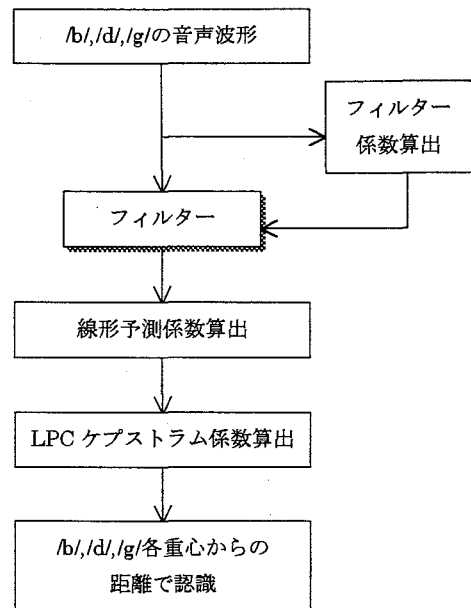 /b/,/d/,/g/の音声波形
フィルター
係数算出
フィルター
線形予測係数算出
LPC ケプストラム係数算出
/b/,/d/,/g/各重心からの
距離で認識